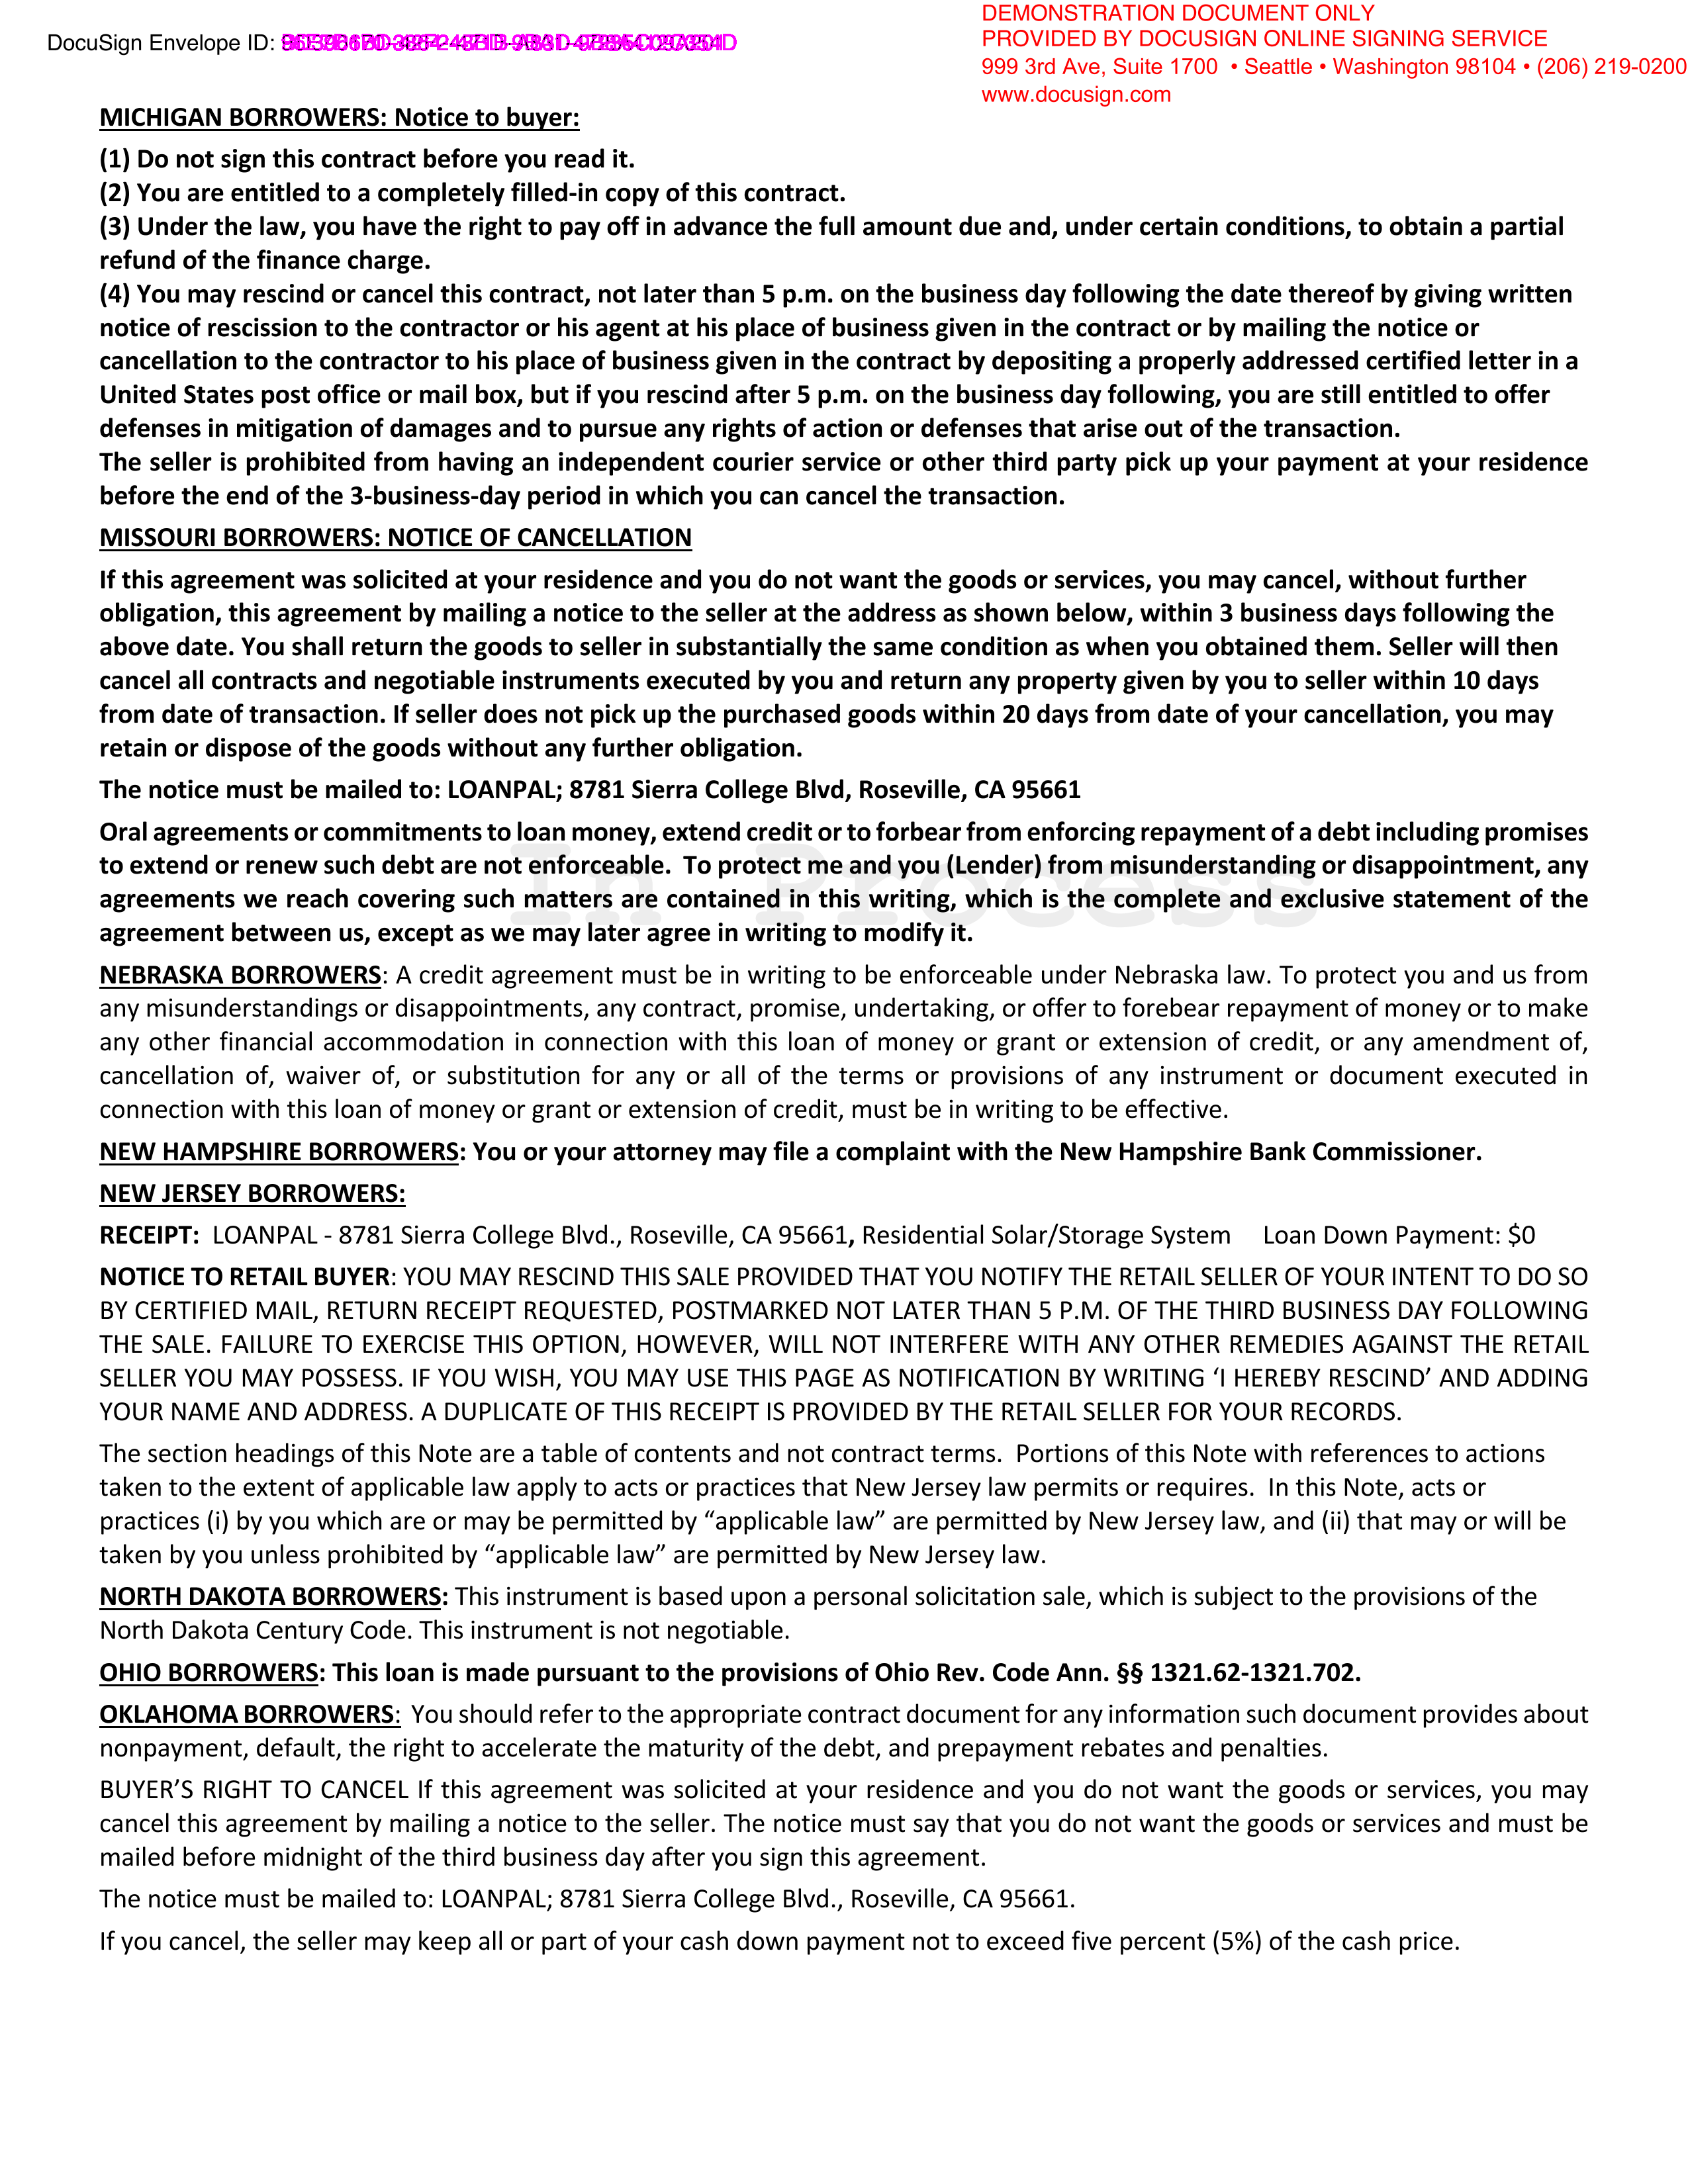 DEMONSTRATION DOCUMENT ONLY
PROVIDED BY DOCUSIGN ONLINE SIGNING SERVICE
999 3rd Ave, Suite 1700 • Seattle • Washington 98104 • (206) 219-0200
www.docusign.com
DocuSign Envelope ID:
MICHIGAN BORROWERS: Notice to buyer:
(1) Do not sign this contract before you read it.
(2) You are entitled to a completely filled-in copy of this contract.
(3) Under the law, you have the right to pay off in advance the full amount due and, under certain conditions, to obtain a partial
refund of the finance charge.
(4) You may rescind or cancel this contract, not later than 5 p.m. on the business day following the date thereof by giving written
notice of rescission to the contractor or his agent at his place of business given in the contract or by mailing the notice or
cancellation to the contractor to his place of business given in the contract by depositing a properly addressed certified letter in a
United States post office or mail box, but if you rescind after 5 p.m. on the business day following, you are still entitled to offer
defenses in mitigation of damages and to pursue any rights of action or defenses that arise out of the transaction.
The seller is prohibited from having an independent courier service or other third party pick up your payment at your residence
before the end of the 3-business-day period in which you can cancel the transaction.
MISSOURI BORROWERS: NOTICE OF CANCELLATION
If this agreement was solicited at your residence and you do not want the goods or services, you may cancel, without further
obligation, this agreement by mailing a notice to the seller at the address as shown below, within 3 business days following the
above date. You shall return the goods to seller in substantially the same condition as when you obtained them. Seller will then
cancel all contracts and negotiable instruments executed by you and return any property given by you to seller within 10 days
from date of transaction. If seller does not pick up the purchased goods within 20 days from date of your cancellation, you may
retain or dispose of the goods without any further obligation.
The notice must be mailed to: LOANPAL; 8781 Sierra College Blvd, Roseville, CA 95661
Oral agreements or commitments to loan money, extend credit or to forbear from enforcing repayment of a debt including promises
to extend or renew such debt are not enforceable. To protect me and you (Lender) from misunderstanding or disappointment, any
agreements we reach covering such matters are contained in this writing, which is the complete and exclusive statement of the
agreement between us, except as we may later agree in writing to modify it.
In Process
NEBRASKA BORROWERS: A credit agreement must be in writing to be enforceable under Nebraska law. To protect you and us from
any misunderstandings or disappointments, any contract, promise, undertaking, or offer to forebear repayment of money or to make
any other financial accommodation in connection with this loan of money or grant or extension of credit, or any amendment of,
cancellation of, waiver of, or substitution for any or all of the terms or provisions of any instrument or document executed in
connection with this loan of money or grant or extension of credit, must be in writing to be effective.
NEW HAMPSHIRE BORROWERS: You or your attorney may file a complaint with the New Hampshire Bank Commissioner.
NEW JERSEY BORROWERS:
RECEIPT: LOANPAL - 8781 Sierra College Blvd., Roseville, CA 95661, Residential Solar/Storage System Loan Down Payment: $0
NOTICE TO RETAIL BUYER: YOU MAY RESCIND THIS SALE PROVIDED THAT YOU NOTIFY THE RETAIL SELLER OF YOUR INTENT TO DO SO
BY CERTIFIED MAIL, RETURN RECEIPT REQUESTED, POSTMARKED NOT LATER THAN 5 P.M. OF THE THIRD BUSINESS DAY FOLLOWING
THE SALE. FAILURE TO EXERCISE THIS OPTION, HOWEVER, WILL NOT INTERFERE WITH ANY OTHER REMEDIES AGAINST THE RETAIL
SELLER YOU MAY POSSESS. IF YOU WISH, YOU MAY USE THIS PAGE AS NOTIFICATION BY WRITING ‘I HEREBY RESCIND’ AND ADDING
YOUR NAME AND ADDRESS. A DUPLICATE OF THIS RECEIPT IS PROVIDED BY THE RETAIL SELLER FOR YOUR RECORDS.
The section headings of this Note are a table of contents and not contract terms. Portions of this Note with references to actions
taken to the extent of applicable law apply to acts or practices that New Jersey law permits or requires. In this Note, acts or
practices (i) by you which are or may be permitted by “applicable law” are permitted by New Jersey law, and (ii) that may or will be
taken by you unless prohibited by “applicable law” are permitted by New Jersey law.
NORTH DAKOTA BORROWERS: This instrument is based upon a personal solicitation sale, which is subject to the provisions of the
North Dakota Century Code. This instrument is not negotiable.
OHIO BORROWERS: This loan is made pursuant to the provisions of Ohio Rev. Code Ann. §§ 1321.62-1321.702.
OKLAHOMA BORROWERS: You should refer to the appropriate contract document for any information such document provides about
nonpayment, default, the right to accelerate the maturity of the debt, and prepayment rebates and penalties.
BUYER’S RIGHT TO CANCEL If this agreement was solicited at your residence and you do not want the goods or services, you may
cancel this agreement by mailing a notice to the seller. The notice must say that you do not want the goods or services and must be
mailed before midnight of the third business day after you sign this agreement.
The notice must be mailed to: LOANPAL; 8781 Sierra College Blvd., Roseville, CA 95661.
If you cancel, the seller may keep all or part of your cash down payment not to exceed five percent (5%) of the cash price.